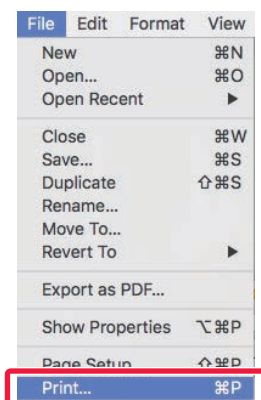 File Edit Format View
New ⌘N
Open... ⌘O
Open Recent ▶
Close ⌘W
Save... ⌘S
Duplicate ⇧⌘S
Rename...
Move To...
Revert To ▶
Export as PDF...
Show Properties ⌥⌘P
Page Setup ⇧⌘P
Print... ⌘P